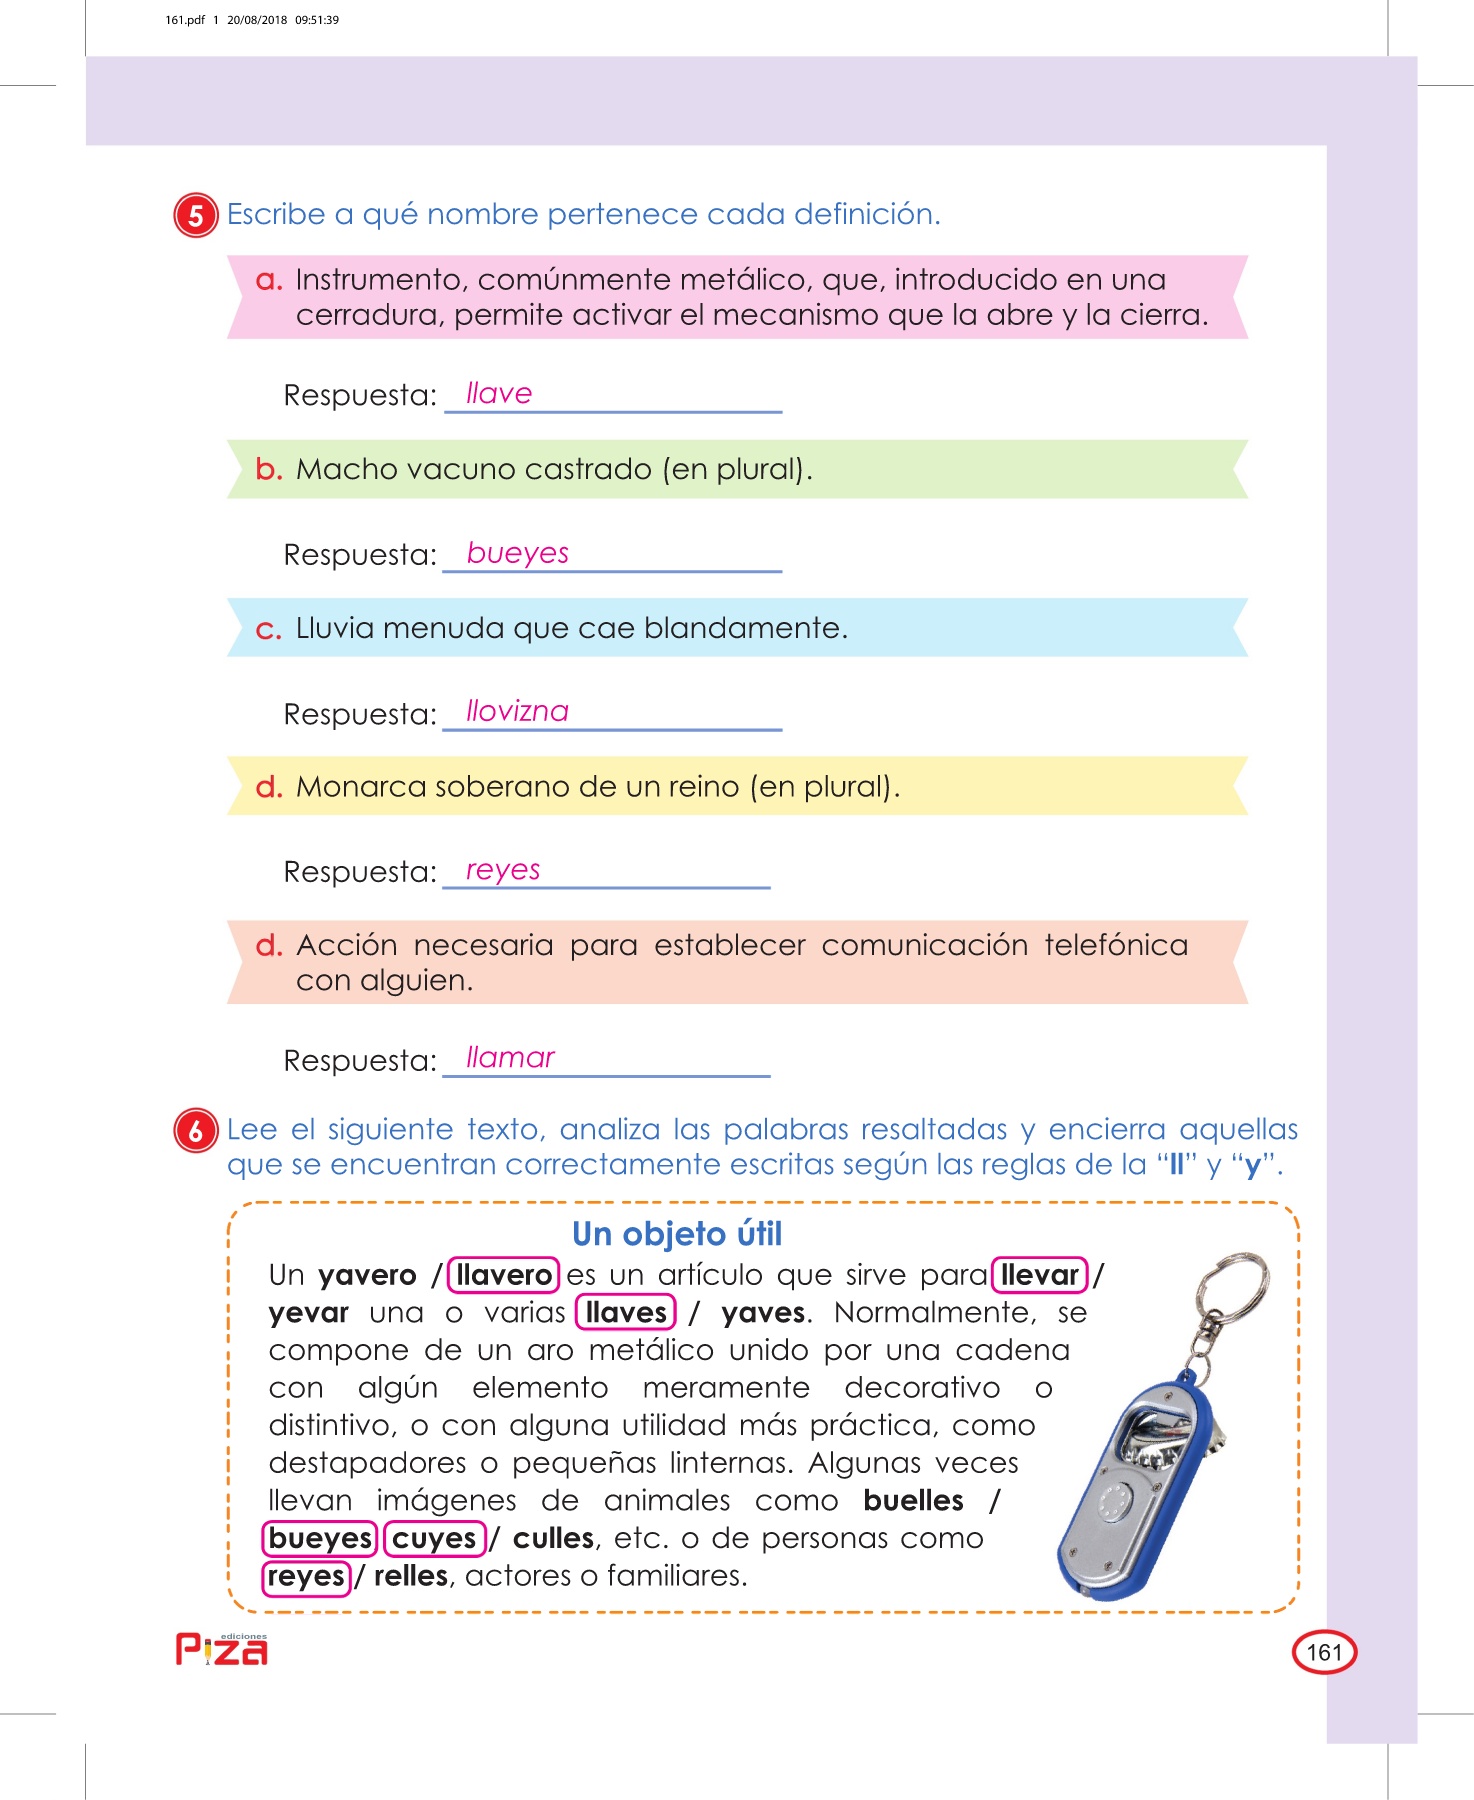 161.pdf 1 20/08/2018 09:51:39
5 Escribe a qué nombre pertenece cada definición.
a. Instrumento, comúnmente metálico, que, introducido en una
cerradura, permite activar el mecanismo que la abre y la cierra.
Respuesta: llave
b. Macho vacuno castrado (en plural).
Respuesta: bueyes
c. Lluvia menuda que cae blandamente.
Respuesta: llovizna
d. Monarca soberano de un reino (en plural).
Respuesta: reyes
d. Acción necesaria para establecer comunicación telefónica
con alguien.
Respuesta: llamar
6 Lee el siguiente texto, analiza las palabras resaltadas y encierra aquellas
que se encuentran correctamente escritas según las reglas de la “ll” y “y”.
Un objeto útil
Un yavero / llavero es un artículo que sirve para llevar /
yevar una o varias llaves / yaves. Normalmente, se
compone de un aro metálico unido por una cadena
con algún elemento meramente decorativo o
distintivo, o con alguna utilidad más práctica, como
destapadores o pequeñas linternas. Algunas veces
llevan imágenes de animales como buelles /
bueyes cuyes / culles, etc. o de personas como
reyes / relles, actores o familiares.
ediciones
Piza
161